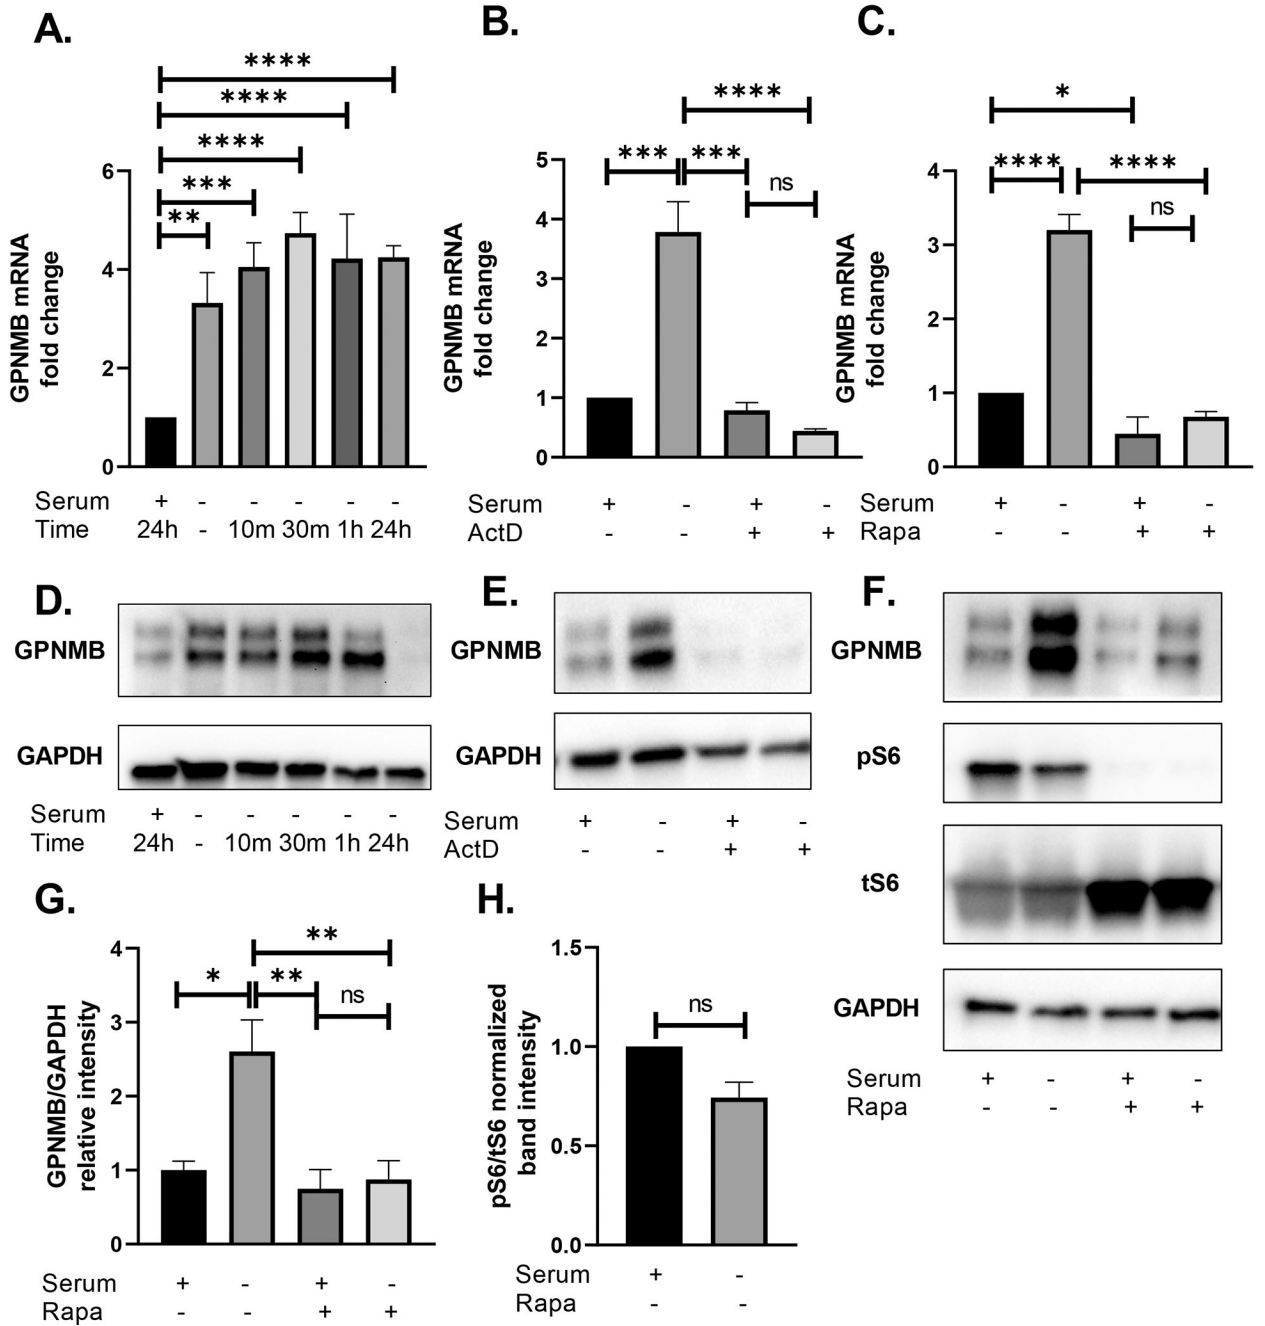 A.
****
****
****
***
**
GPNMB mRNA
fold change
6
4
2
0
Serum + - - - - -
Time 24h - 10m 30m 1h 24h
B.
****
*** ***
ns
GPNMB mRNA
fold change
5
4
3
2
1
0
Serum + - + -
ActD - - + +
C.
*
**** ****
ns
GPNMB mRNA
fold change
4
3
2
1
0
Serum + - + -
Rapa - - + +
D.
GPNMB
GAPDH
Serum + - - - - -
Time 24h - 10m 30m 1h 24h
E.
GPNMB
GAPDH
Serum + - + -
ActD - - + +
F.
GPNMB
pS6
tS6
GAPDH
Serum + - + -
Rapa - - + +
G.
**
* **
ns
GPNMB/GAPDH
relative intensity
4
3
2
1
0
Serum + - + -
Rapa - - + +
H.
ns
pS6/tS6 normalized
band intensity
1.5
1.0
0.5
0.0
Serum + -
Rapa - -